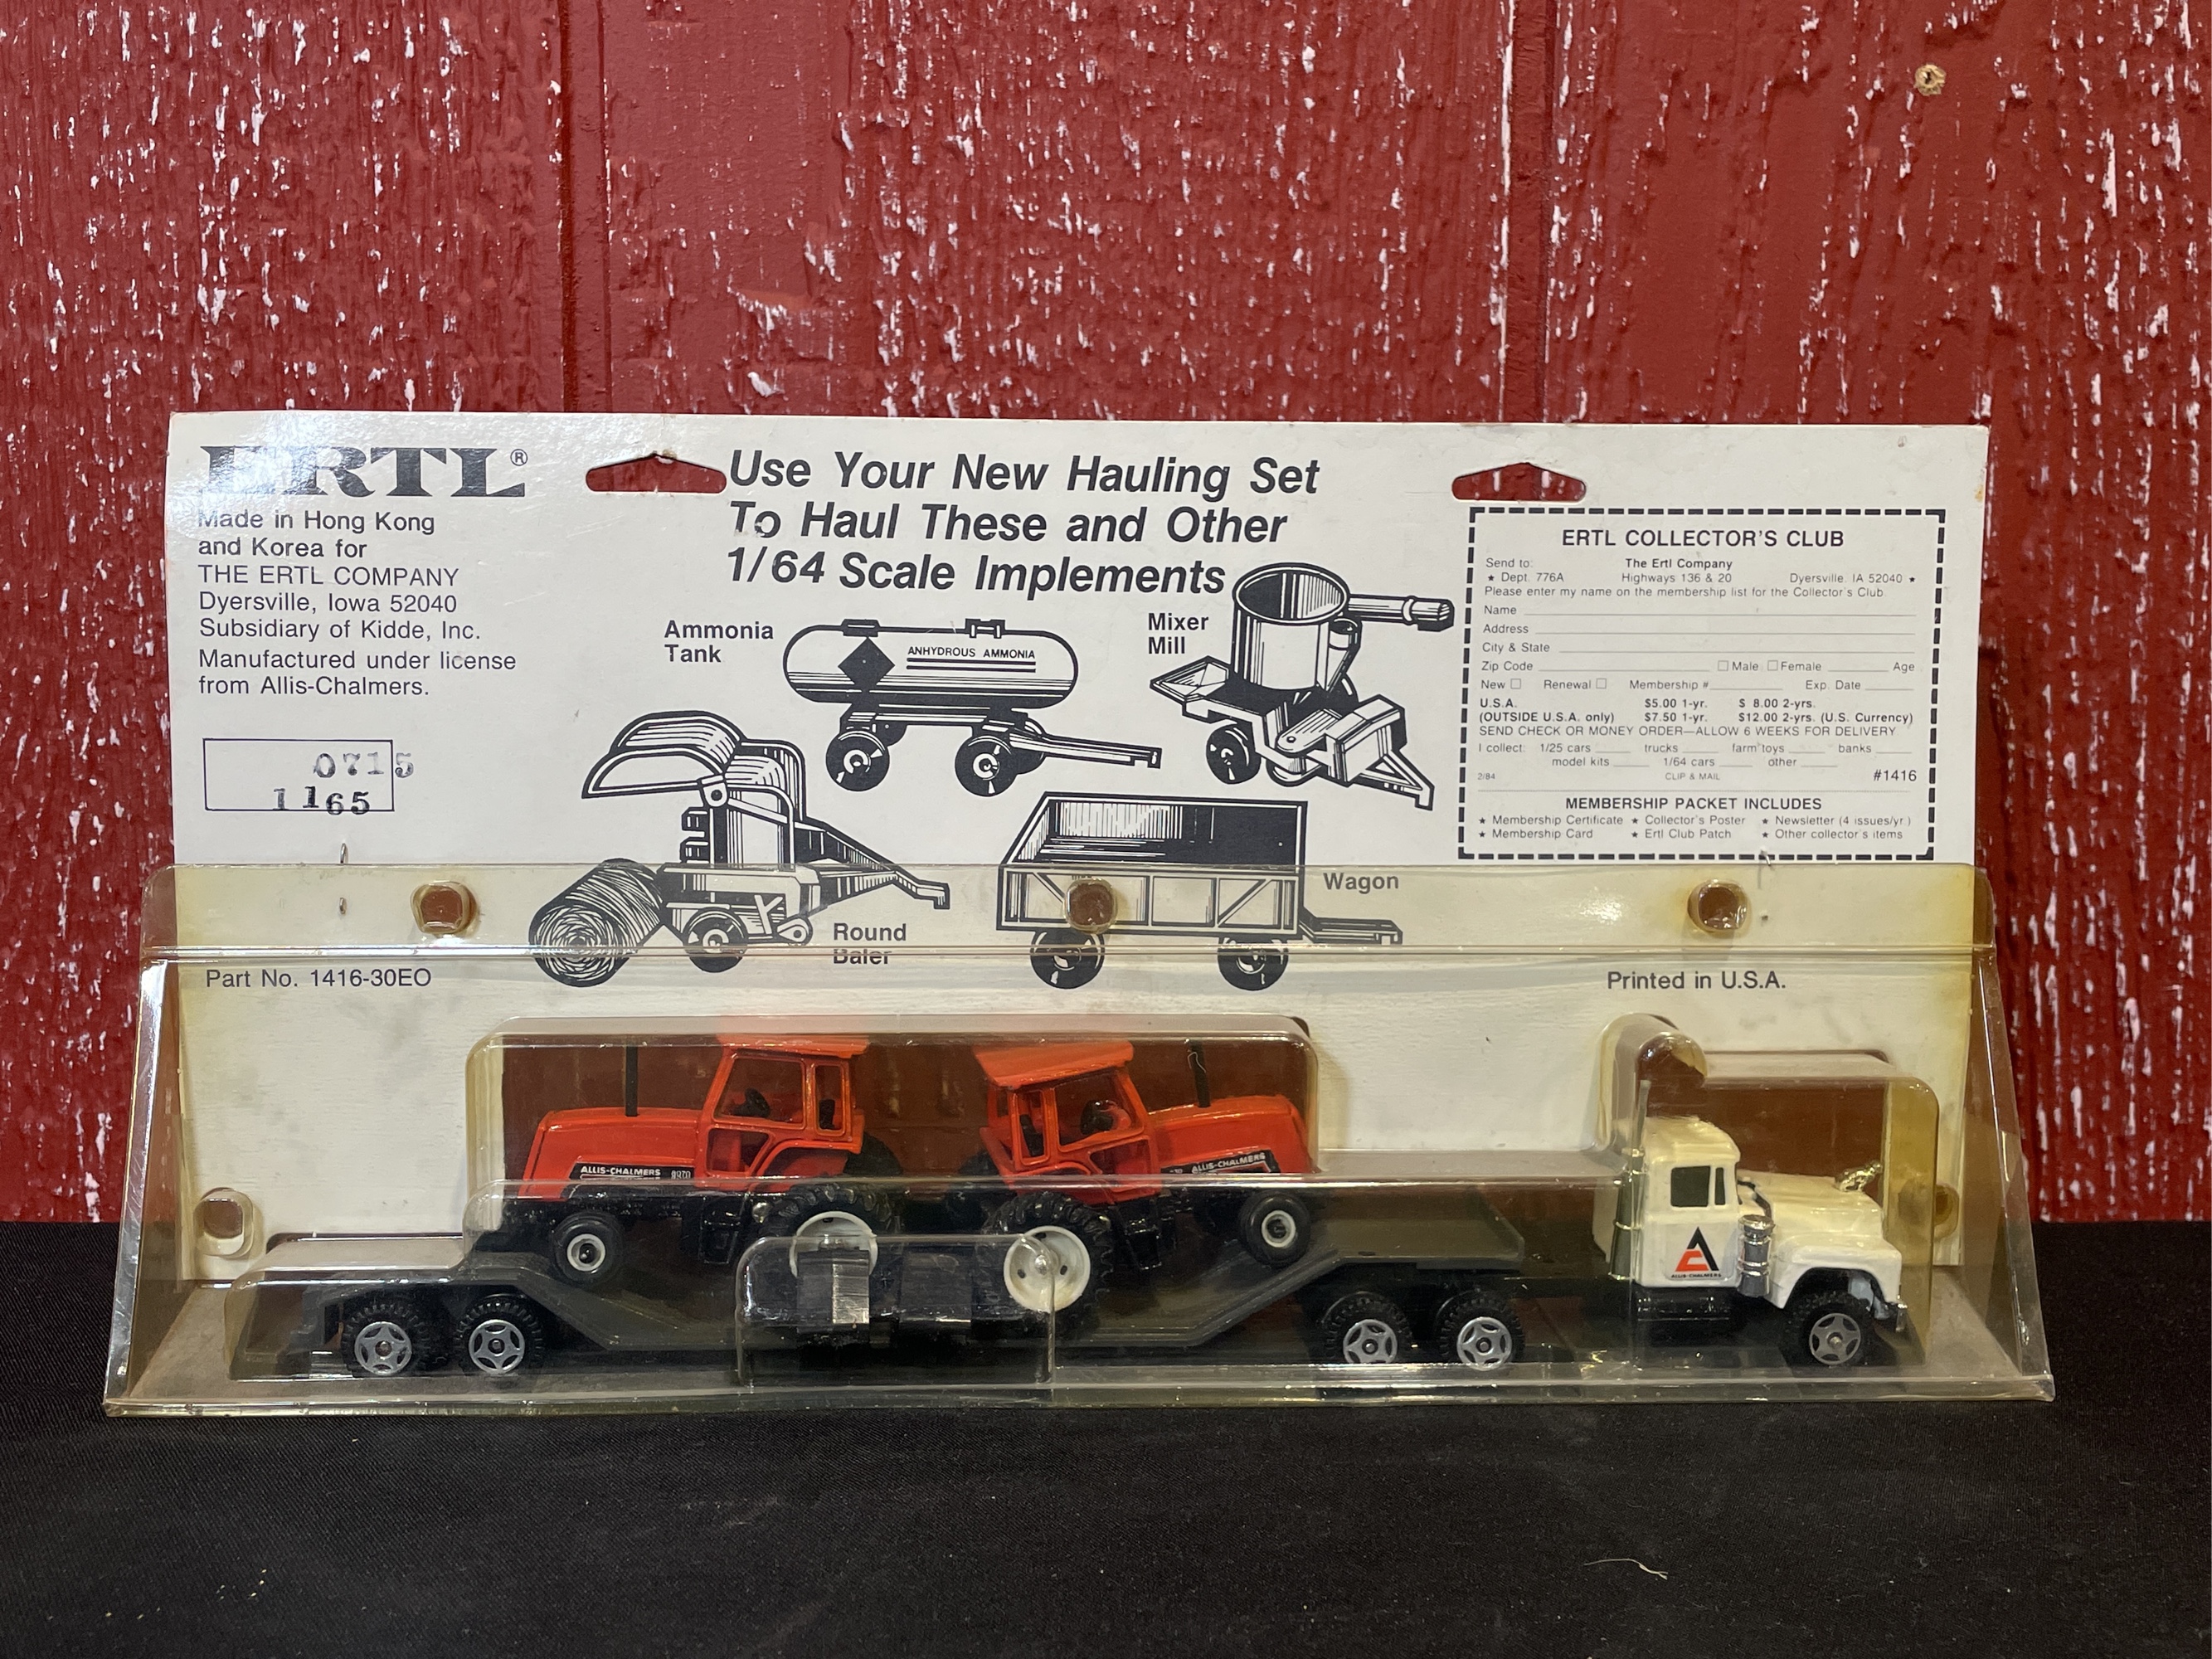 ERTL®
Made in Hong Kong
and Korea for
THE ERTL COMPANY
Dyersville, Iowa 52040
Subsidiary of Kidde, Inc.
Manufactured under license
from Allis-Chalmers.
0715
1165
Part No. 1416-30EO
Use Your New Hauling Set
To Haul These and Other
1/64 Scale Implements
Ammonia
Tank
ANHYDROUS AMMONIA
Mixer
Mill
Round
Baler
Wagon
ERTL COLLECTOR'S CLUB
Send to: The Ertl Company
★ Dept. 776A Highways 136 & 20 Dyersville, IA 52040 ★
Please enter my name on the membership list for the Collector's Club.
Name
Address
City & State
Zip Code □ Male □ Female Age
New □ Renewal □ Membership # Exp. Date
U.S.A. $5.00 1-yr. $ 8.00 2-yrs.
(OUTSIDE U.S.A. only) $7.50 1-yr. $12.00 2-yrs. (U.S. Currency)
SEND CHECK OR MONEY ORDER—ALLOW 6 WEEKS FOR DELIVERY
I collect: 1/25 cars trucks farm toys banks
model kits 1/64 cars other
2/84 CLIP & MAIL #1416
MEMBERSHIP PACKET INCLUDES
★ Membership Certificate ★ Collector's Poster ★ Newsletter (4 issues/yr.)
★ Membership Card ★ Ertl Club Patch ★ Other collector's items
Printed in U.S.A.
ALLIS-CHALMERS 8070
ALLIS-CHALMERS
ALLIS-CHALMERS